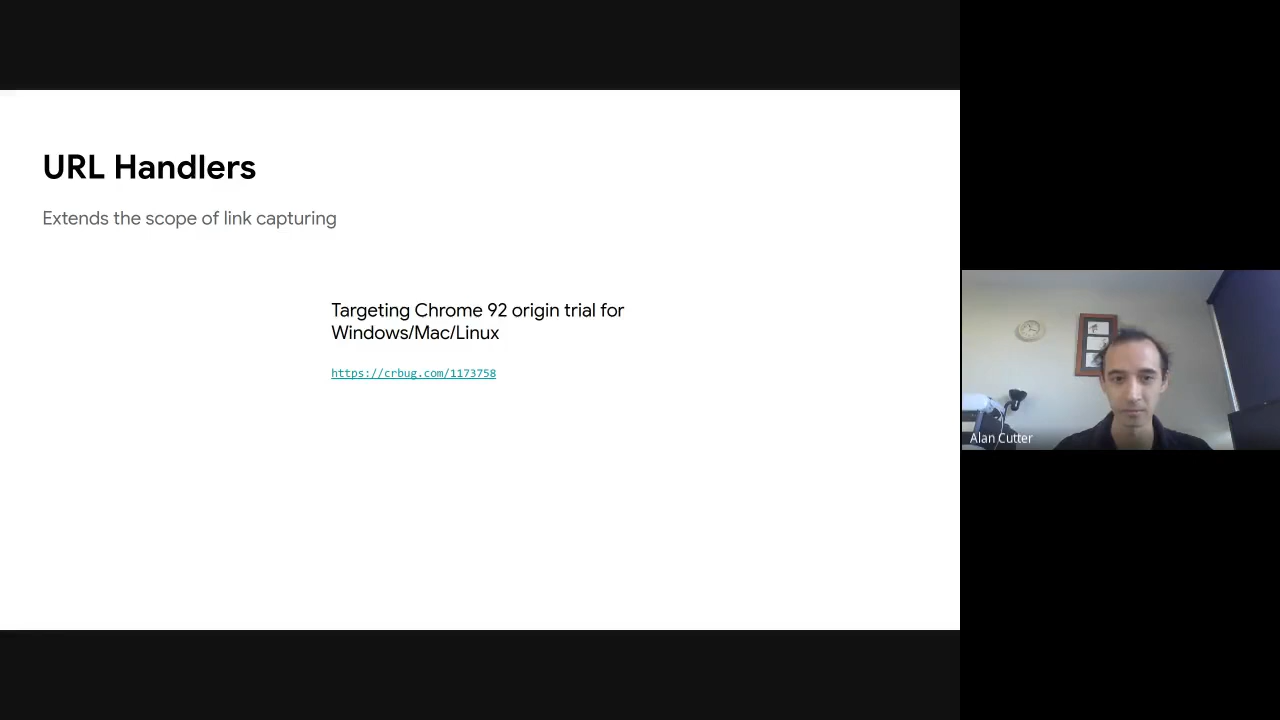 URL Handlers
Extends the scope of link capturing
Targeting Chrome 92 origin trial for
Windows/Mac/Linux
https://crbug.com/1173758
Alan Cutter